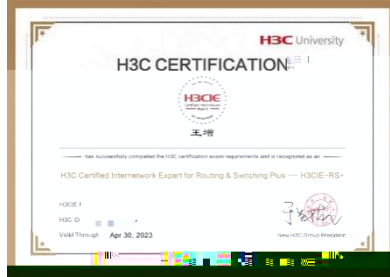 H3C University
H3C CERTIFICATION
H3CIE
王增
has successfully completed the H3C certification exam requirements and is recognized as an
H3C Certified Internetwork Expert for Routing & Switching Plus — H3CIE-RS+
H3CIE
H3C ID
Valid Through Apr 30, 2023
New H3C Group President